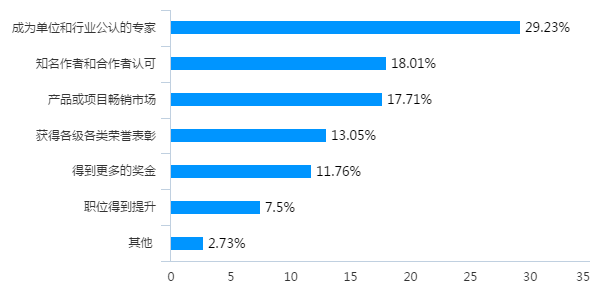 成为单位和行业公认的专家 29.23%
知名作者和合作者认可 18.01%
产品或项目畅销市场 17.71%
获得各级各类荣誉表彰 13.05%
得到更多的奖金 11.76%
职位得到提升 7.5%
其他 2.73%
0 5 10 15 20 25 30 35